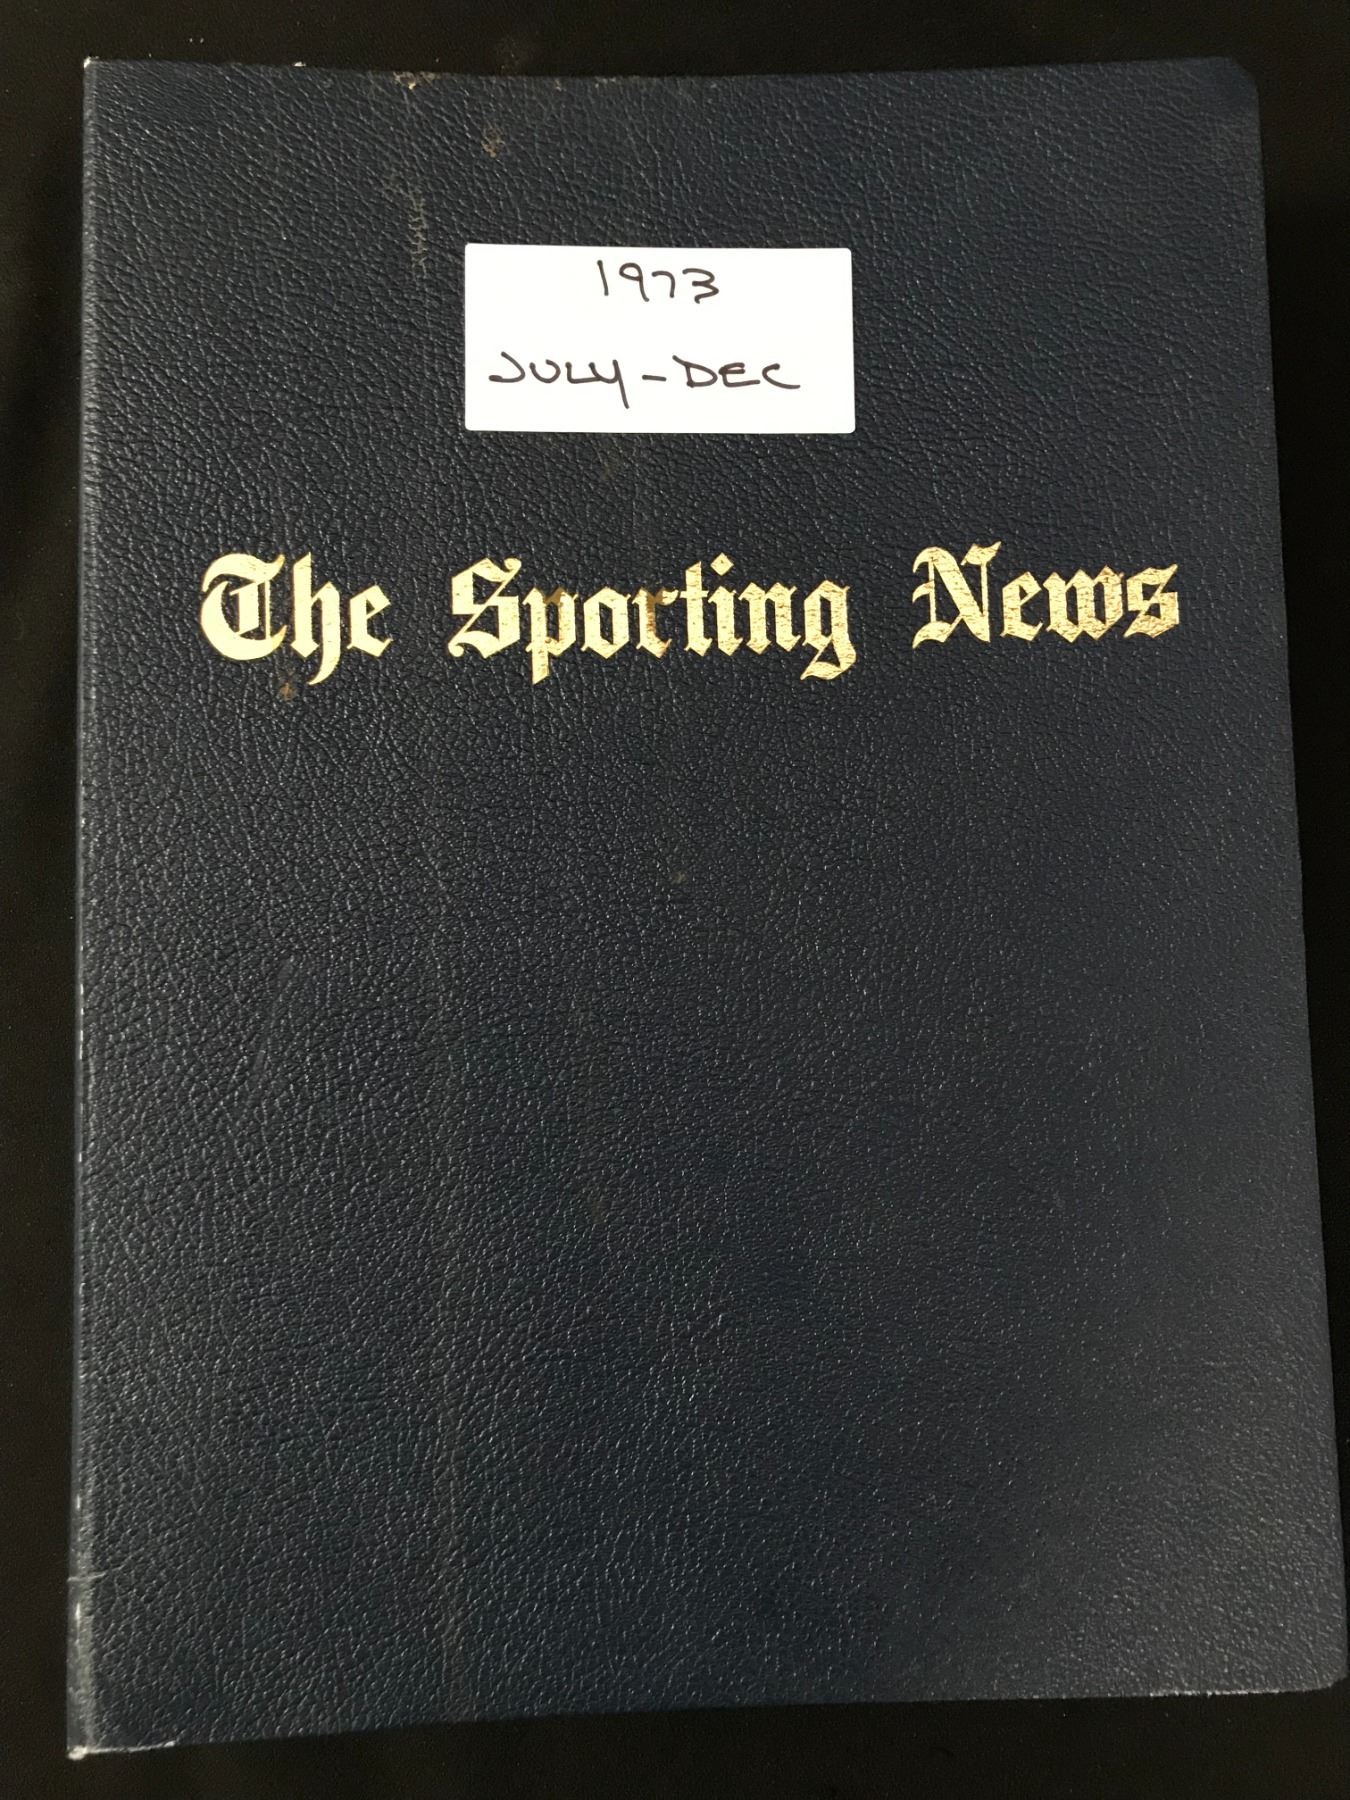 1973
JULY - DEC
The Sporting News